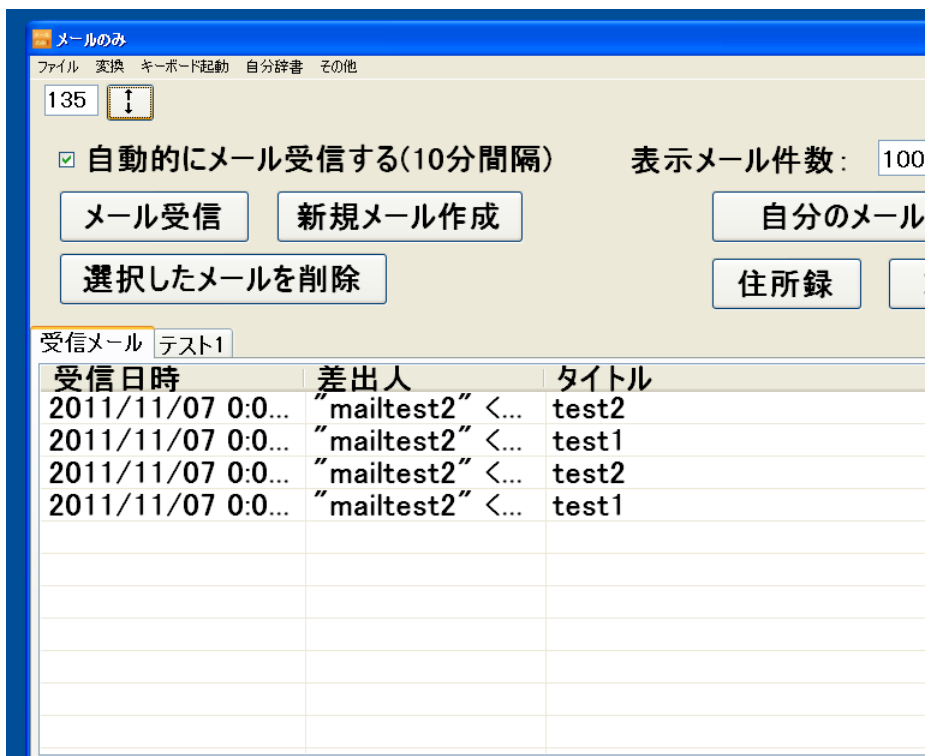 メールのみ
ファイル 変換 キーボード起動 自分辞書 その他
135
自動的にメール受信する(10分間隔) 表示メール件数: 100
メール受信 新規メール作成 自分のメール
選択したメールを削除 住所録
受信メール テスト1
受信日時 差出人 タイトル
2011/11/07 0:0... "mailtest2" <... test2
2011/11/07 0:0... "mailtest2" <... test1
2011/11/07 0:0... "mailtest2" <... test2
2011/11/07 0:0... "mailtest2" <... test1